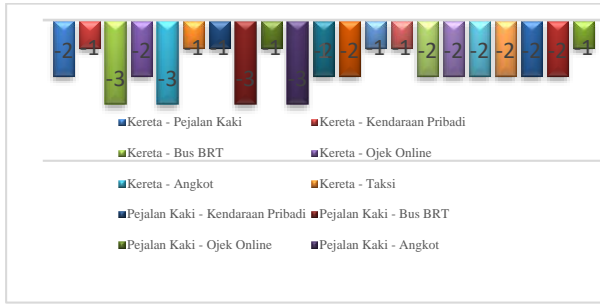 -2 -1 -3 -2 -3 -1 -1 -3 -1 -3 -2 -2 -1 -1 -2 -2 -2 -2 -2 -2 -1
Kereta - Pejalan Kaki Kereta - Kendaraan Pribadi
Kereta - Bus BRT Kereta - Ojek Online
Kereta - Angkot Kereta - Taksi
Pejalan Kaki - Kendaraan Pribadi Pejalan Kaki - Bus BRT
Pejalan Kaki - Ojek Online Pejalan Kaki - Angkot